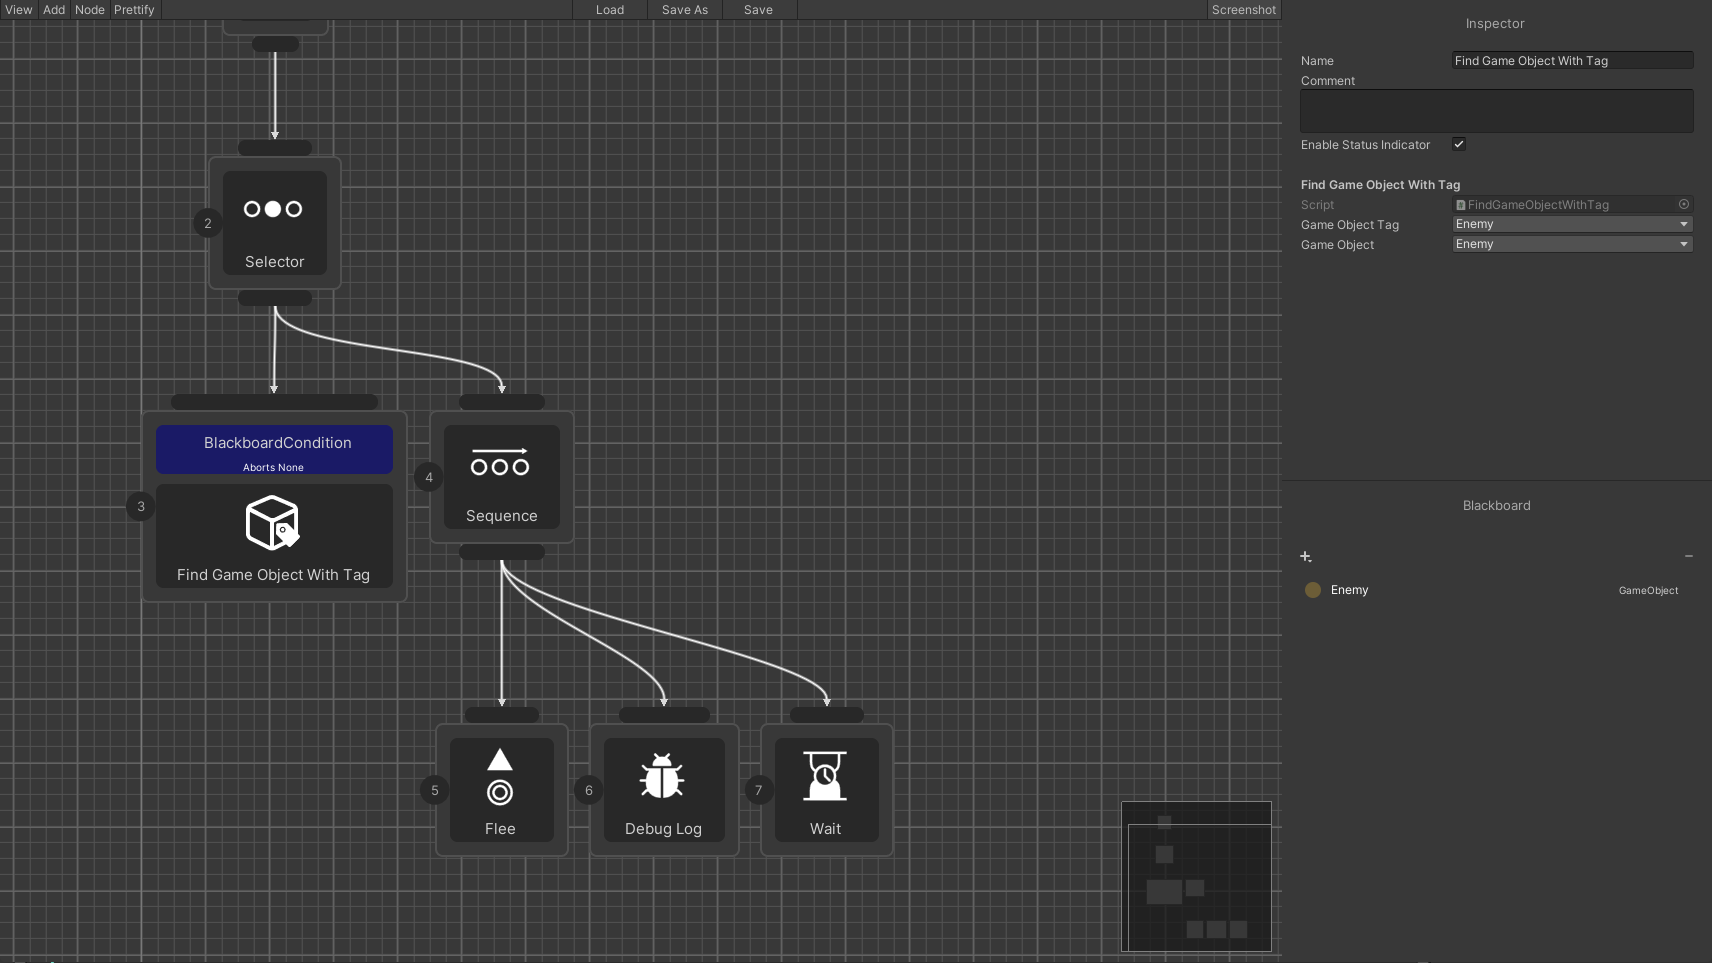 View Add Node Prettify Load Save As Save Screenshot
Inspector
Name Find Game Object With Tag
Comment
Enable Status Indicator
Find Game Object With Tag
Script FindGameObjectWithTag
Game Object Tag Enemy
Game Object Enemy
2
Selector
BlackboardCondition
Aborts None
3
Find Game Object With Tag
4
Sequence
5
Flee
6
Debug Log
7
Wait
Blackboard
Enemy GameObject